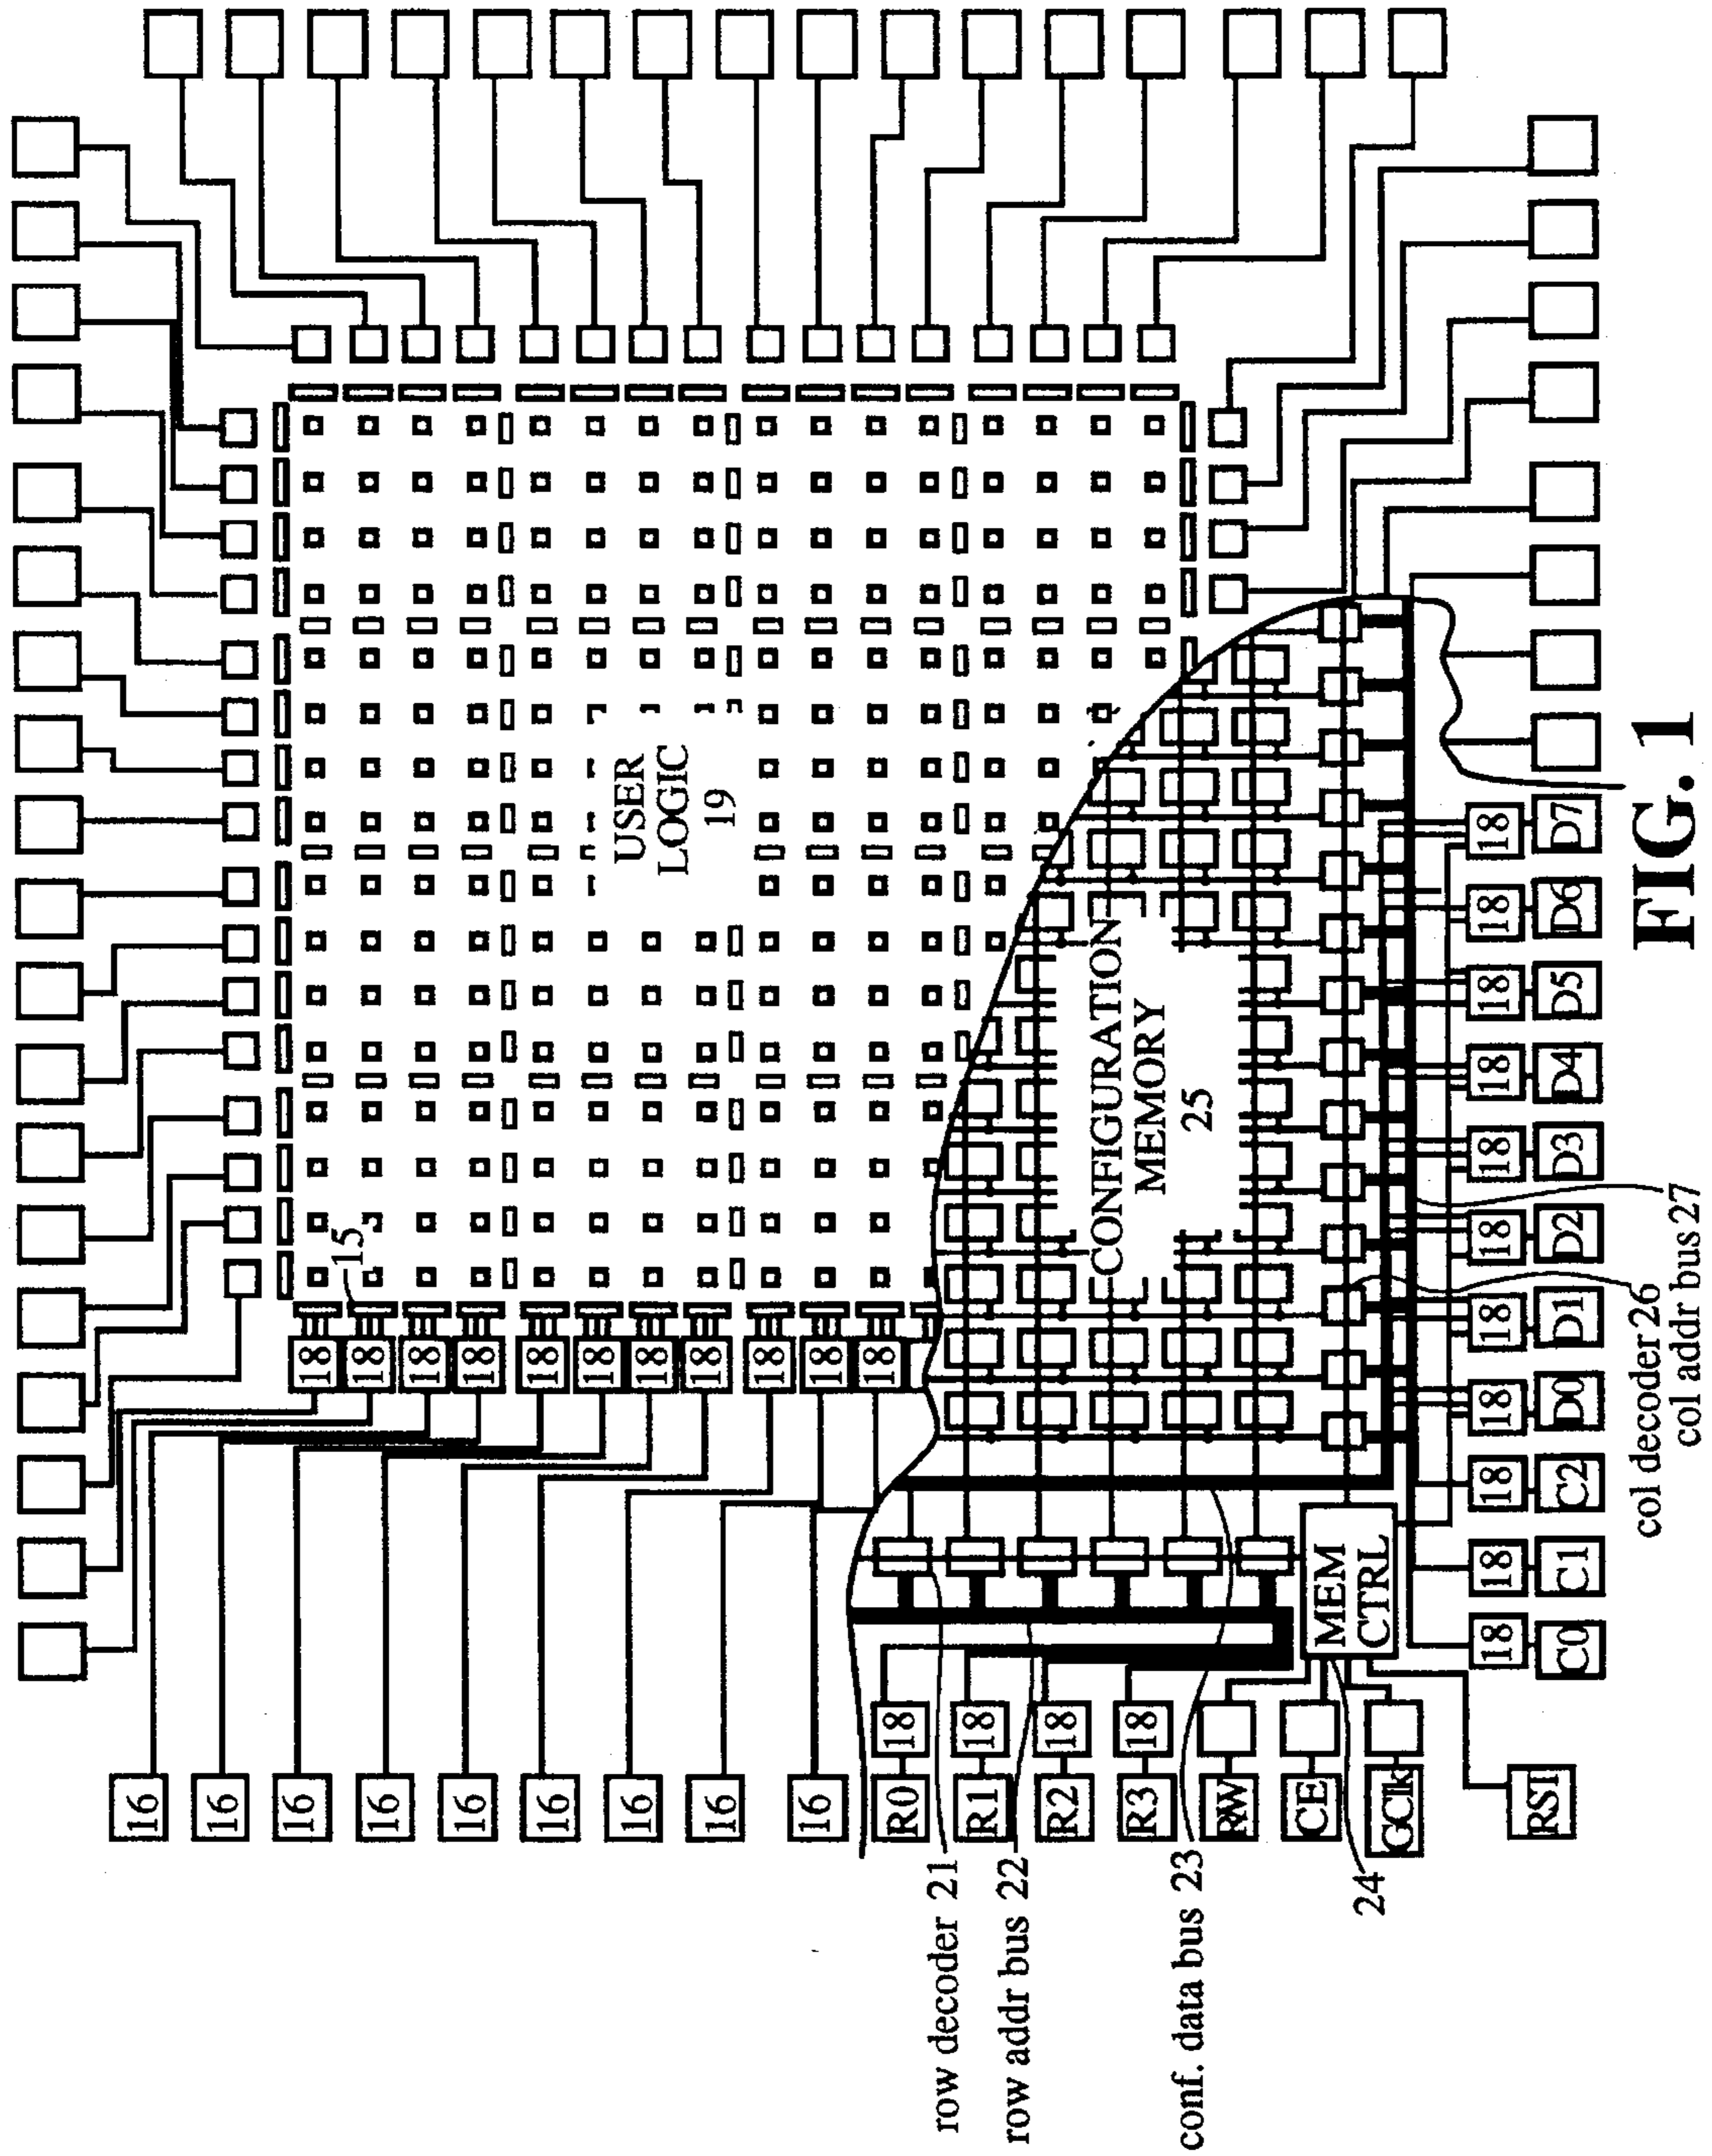 USER
LOGIC
19
15
18
18
18
18
18
18
18
18
18
18
18
16
16
16
16
16
16
16
16
16
CONFIGURATION
MEMORY
25
R0
18
R1
18
R2
18
R3
18
R/W
CE
GClk
RST
MEM
CTRL
24
row decoder 21
row addr bus 22
conf. data bus 23
18
18
18
18
18
18
18
18
18
18
18
C0
C1
C2
D0
D1
D2
D3
D4
D5
D6
D7
col decoder 26
col addr bus 27
FIG. 1